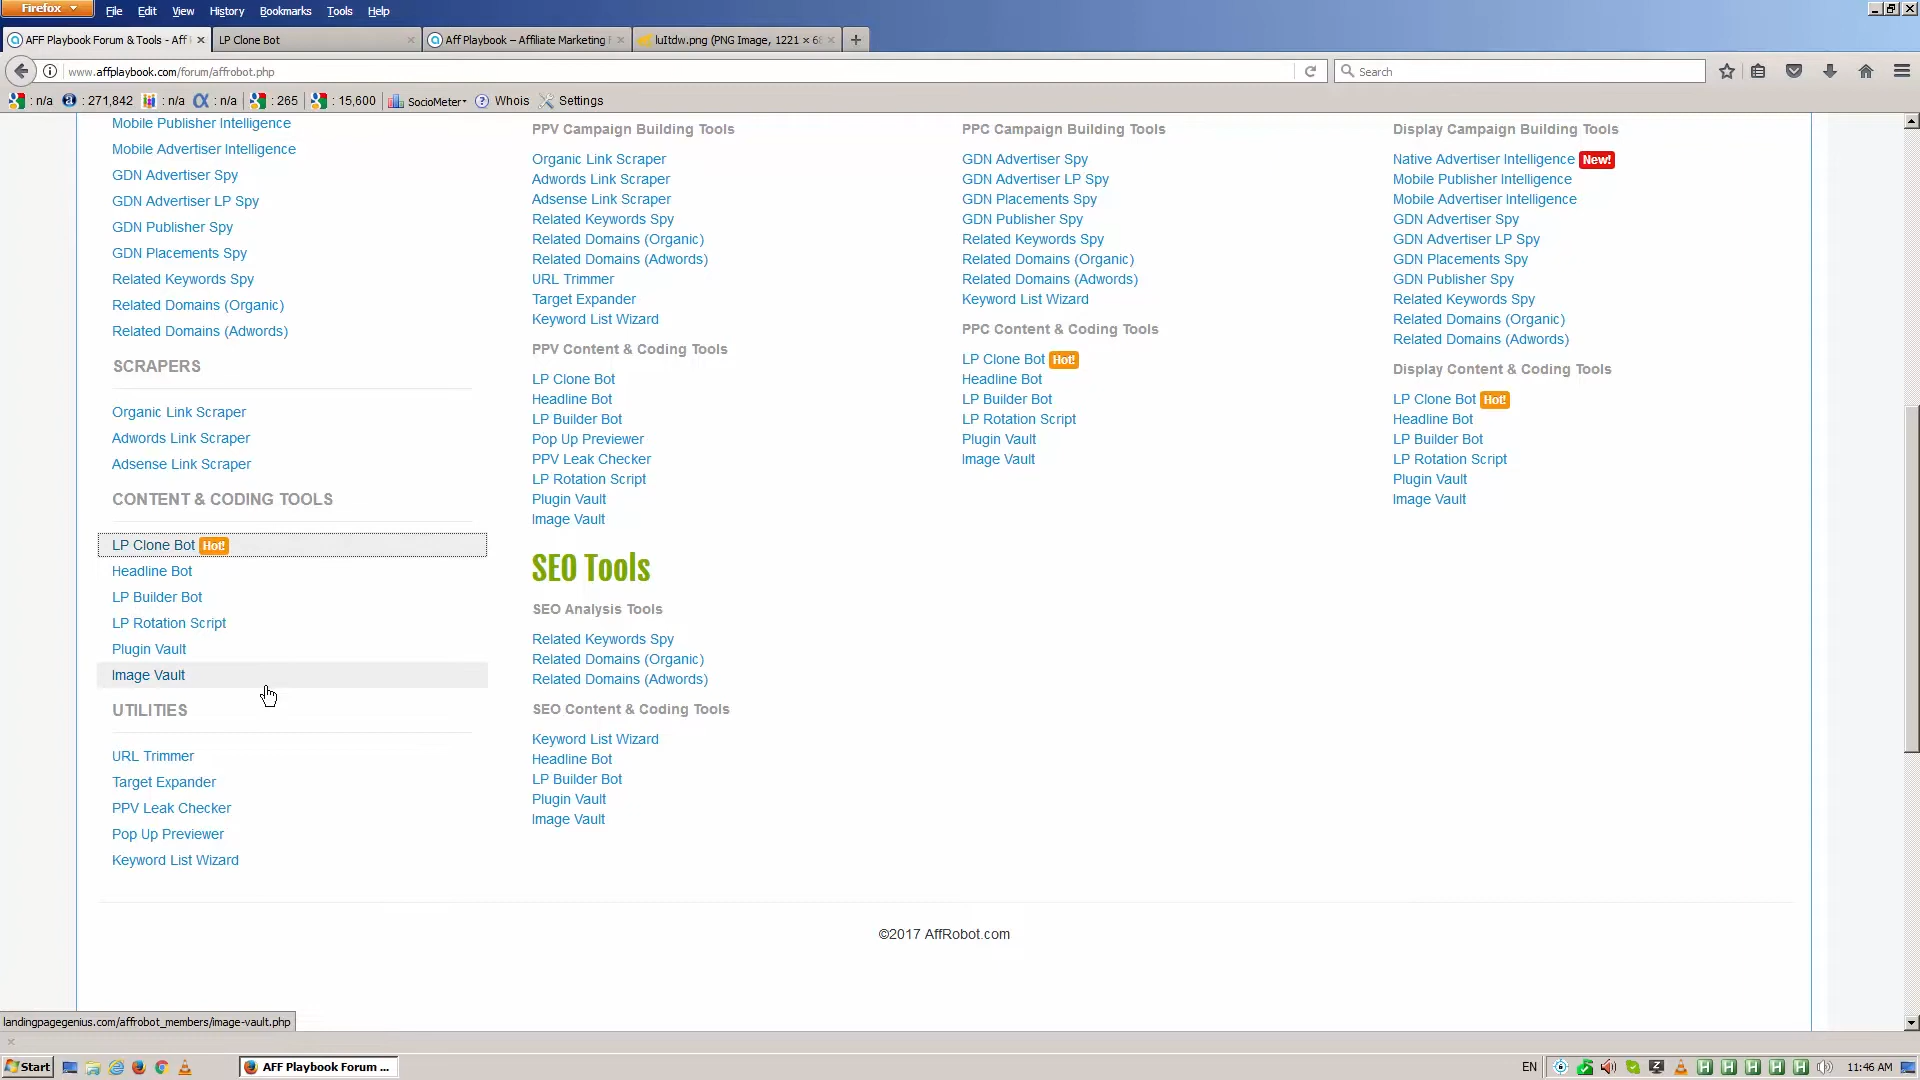 Firefox
File Edit View History Bookmarks Tools Help
AFF Playbook Forum & Tools - Aff
LP Clone Bot
Aff Playbook – Affiliate Marketing
luItdw.png (PNG Image, 1221 × 68
www.affplaybook.com/forum/affrobot.php
Search
: n/a : 271,842 : n/a : n/a : 265 : 15,600 SocioMeter Whois Settings
Mobile Publisher Intelligence
Mobile Advertiser Intelligence
GDN Advertiser Spy
GDN Advertiser LP Spy
GDN Publisher Spy
GDN Placements Spy
Related Keywords Spy
Related Domains (Organic)
Related Domains (Adwords)
SCRAPERS
Organic Link Scraper
Adwords Link Scraper
Adsense Link Scraper
CONTENT & CODING TOOLS
LP Clone Bot Hot!
Headline Bot
LP Builder Bot
LP Rotation Script
Plugin Vault
Image Vault
UTILITIES
URL Trimmer
Target Expander
PPV Leak Checker
Pop Up Previewer
Keyword List Wizard
PPV Campaign Building Tools
Organic Link Scraper
Adwords Link Scraper
Adsense Link Scraper
Related Keywords Spy
Related Domains (Organic)
Related Domains (Adwords)
URL Trimmer
Target Expander
Keyword List Wizard
PPV Content & Coding Tools
LP Clone Bot
Headline Bot
LP Builder Bot
Pop Up Previewer
PPV Leak Checker
LP Rotation Script
Plugin Vault
Image Vault
SEO Tools
SEO Analysis Tools
Related Keywords Spy
Related Domains (Organic)
Related Domains (Adwords)
SEO Content & Coding Tools
Keyword List Wizard
Headline Bot
LP Builder Bot
Plugin Vault
Image Vault
PPC Campaign Building Tools
GDN Advertiser Spy
GDN Advertiser LP Spy
GDN Placements Spy
GDN Publisher Spy
Related Keywords Spy
Related Domains (Organic)
Related Domains (Adwords)
Keyword List Wizard
PPC Content & Coding Tools
LP Clone Bot Hot!
Headline Bot
LP Builder Bot
LP Rotation Script
Plugin Vault
Image Vault
Display Campaign Building Tools
Native Advertiser Intelligence New!
Mobile Publisher Intelligence
Mobile Advertiser Intelligence
GDN Advertiser Spy
GDN Advertiser LP Spy
GDN Placements Spy
GDN Publisher Spy
Related Keywords Spy
Related Domains (Organic)
Related Domains (Adwords)
Display Content & Coding Tools
LP Clone Bot Hot!
Headline Bot
LP Builder Bot
LP Rotation Script
Plugin Vault
Image Vault
©2017 AffRobot.com
landingpagegenius.com/affrobot_members/image-vault.php
Start
AFF Playbook Forum ...
EN
11:46 AM